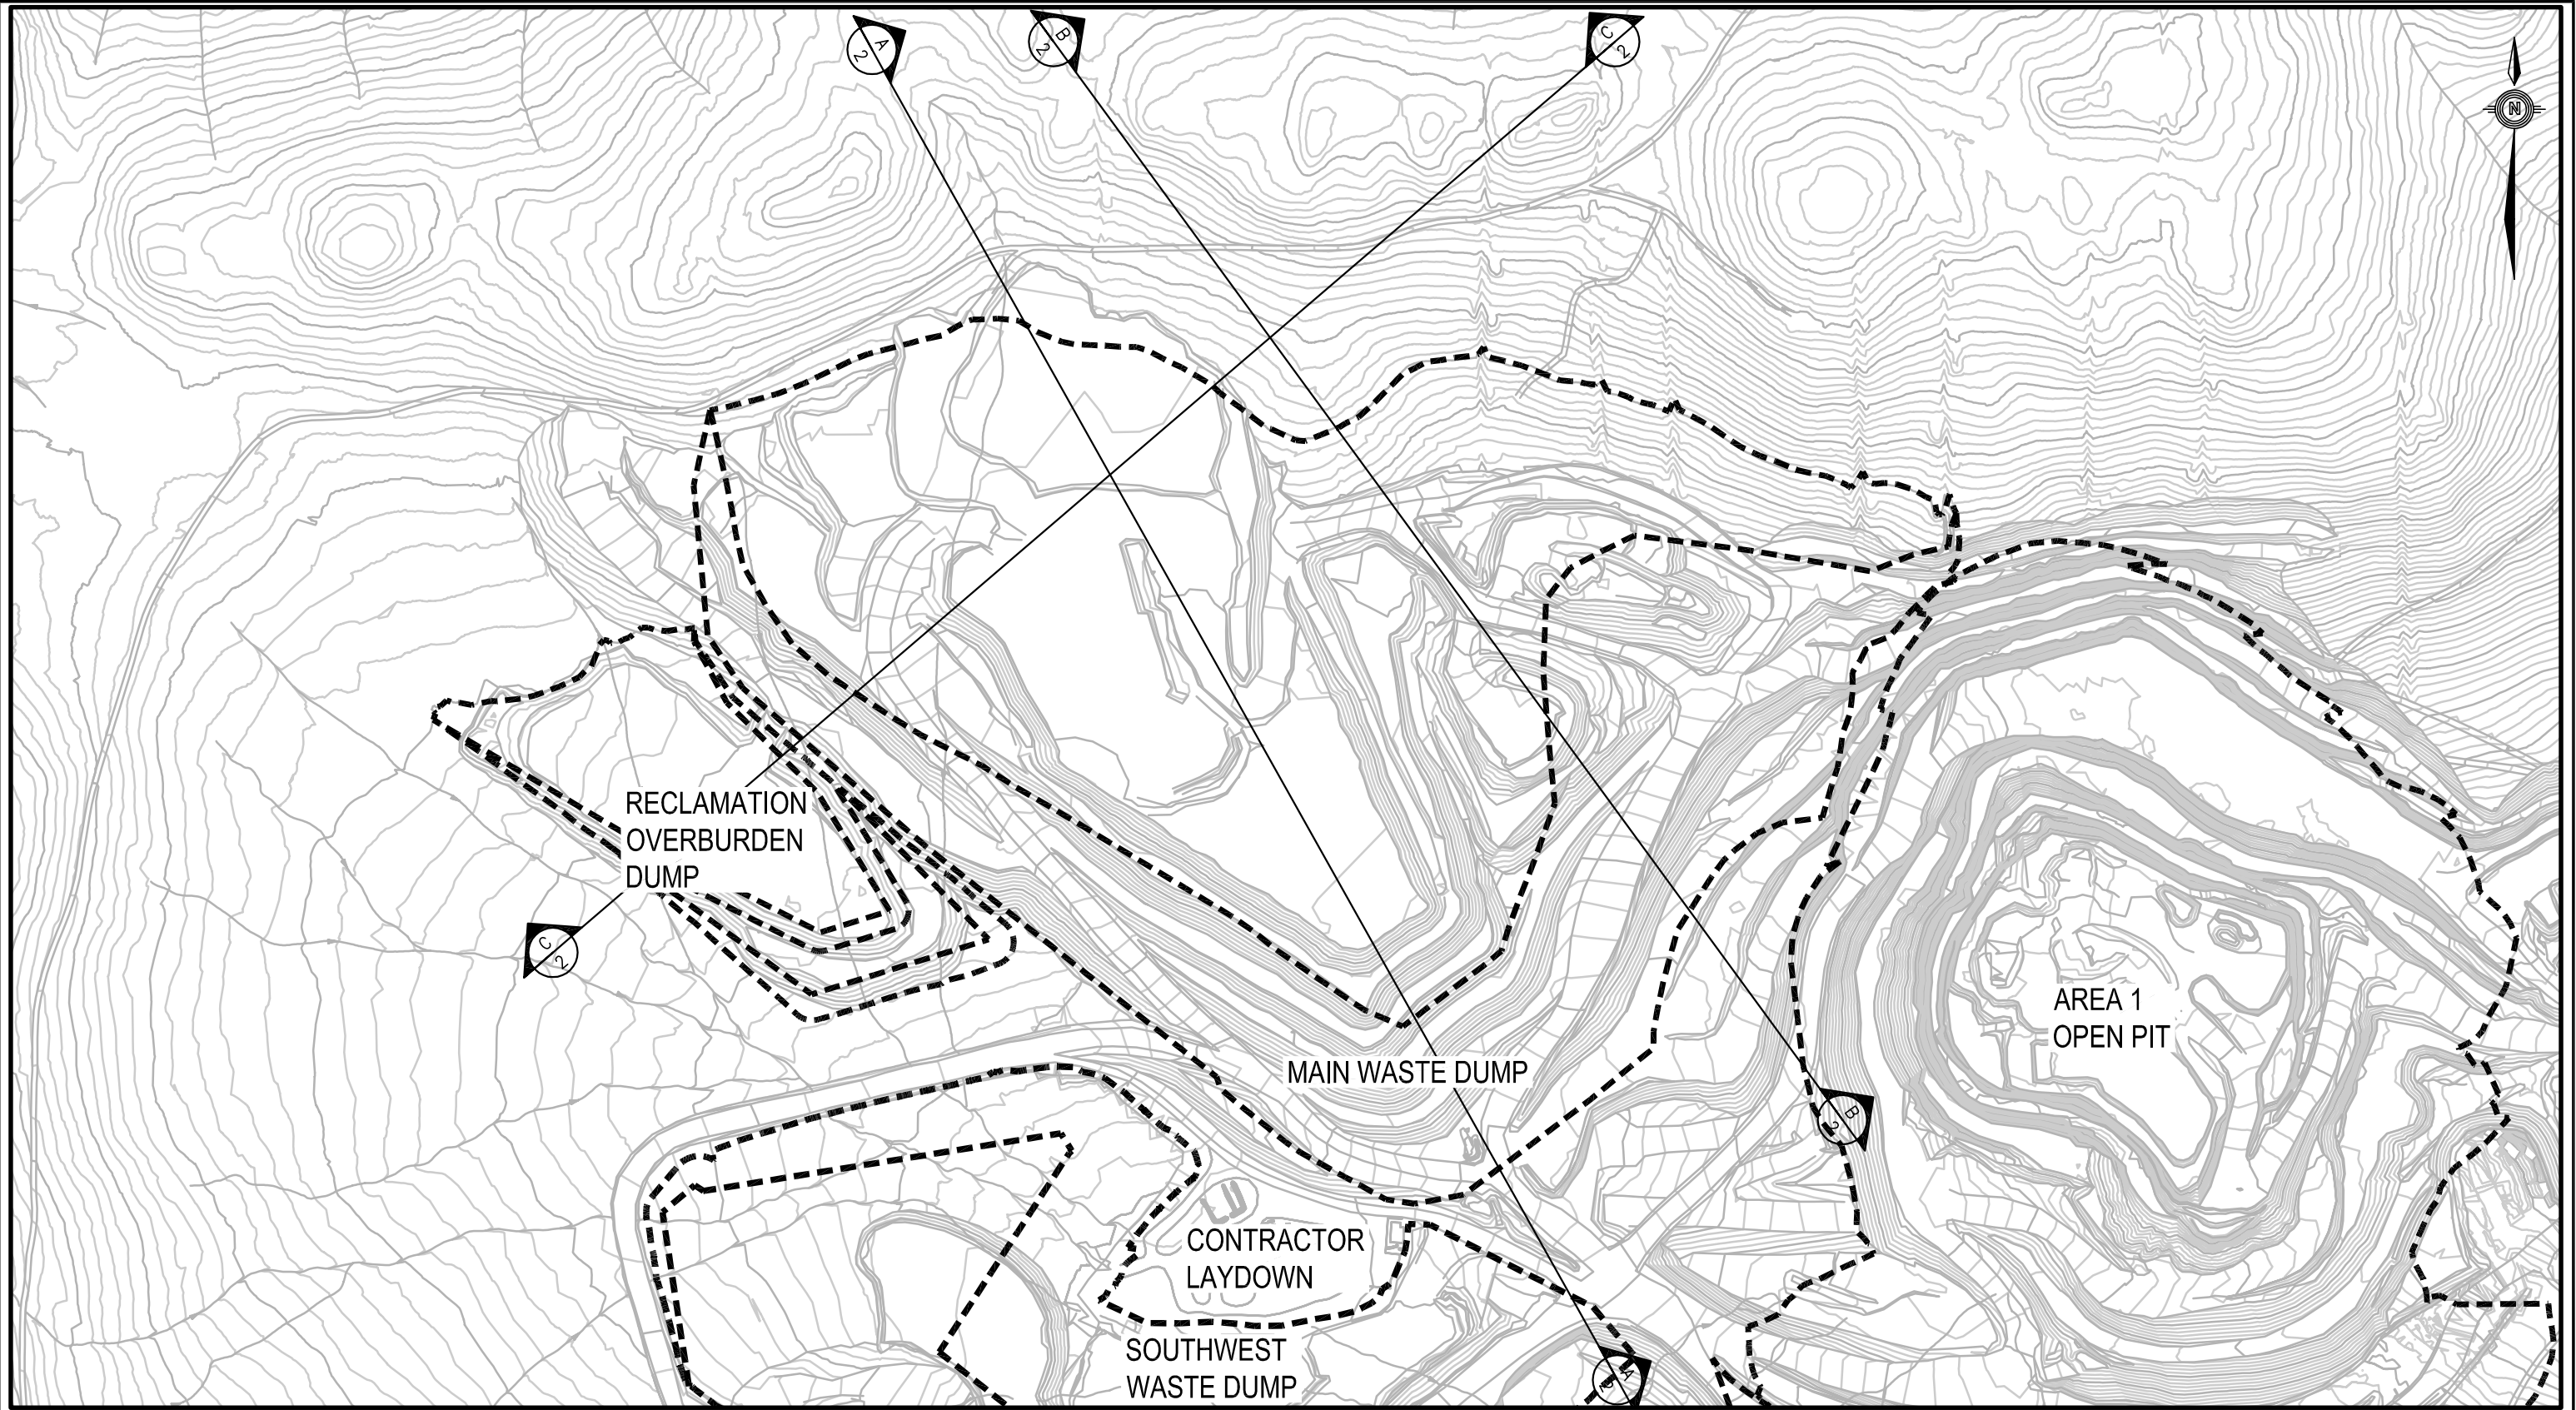 A
2
B
2
C
2
N
RECLAMATION
OVERBURDEN
DUMP
C
2
AREA 1
OPEN PIT
MAIN WASTE DUMP
B
2
CONTRACTOR
LAYDOWN
SOUTHWEST
WASTE DUMP
A
2